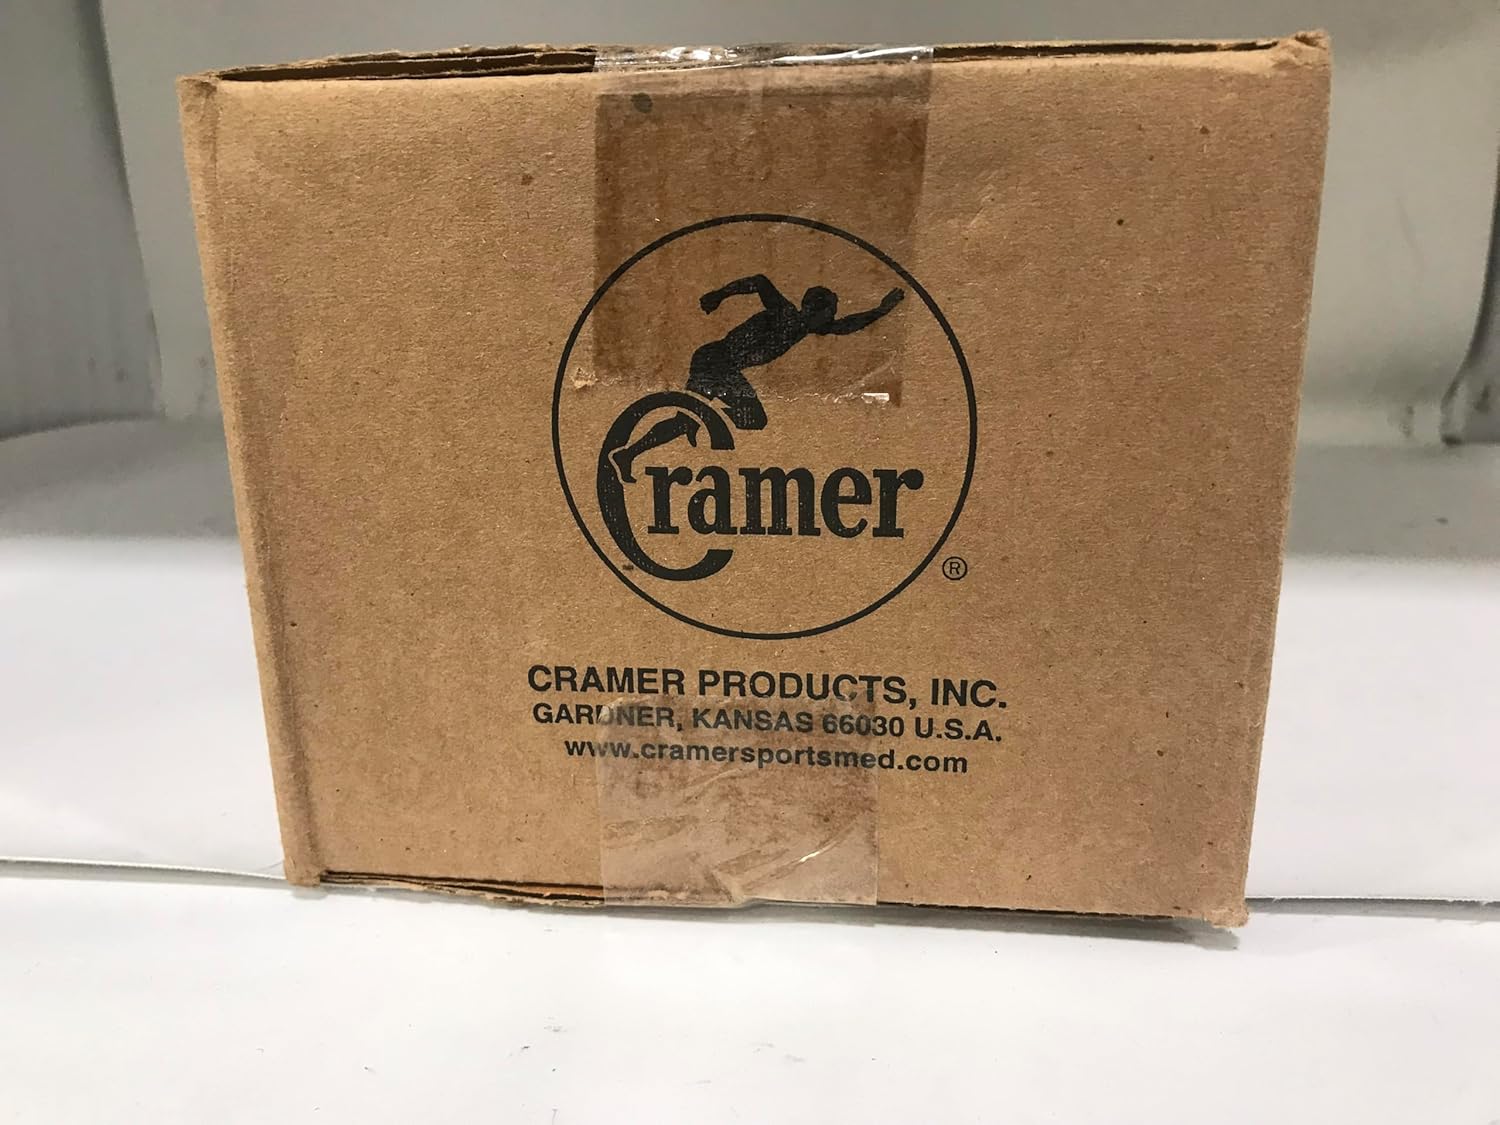 Cramer
®
CRAMER PRODUCTS, INC.
GARDNER, KANSAS 66030 U.S.A.
www.cramersportsmed.com